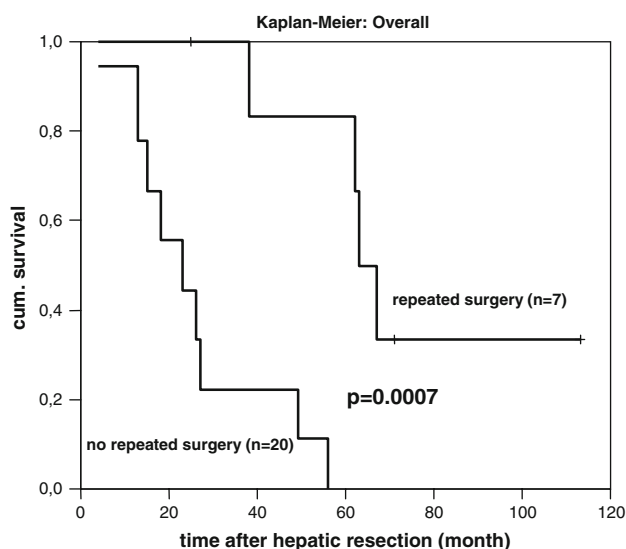 Kaplan-Meier: Overall
1,0
0,8
0,6
0,4
0,2
0,0
cum. survival
repeated surgery (n=7)
p=0.0007
no repeated surgery (n=20)
0 20 40 60 80 100 120
time after hepatic resection (month)